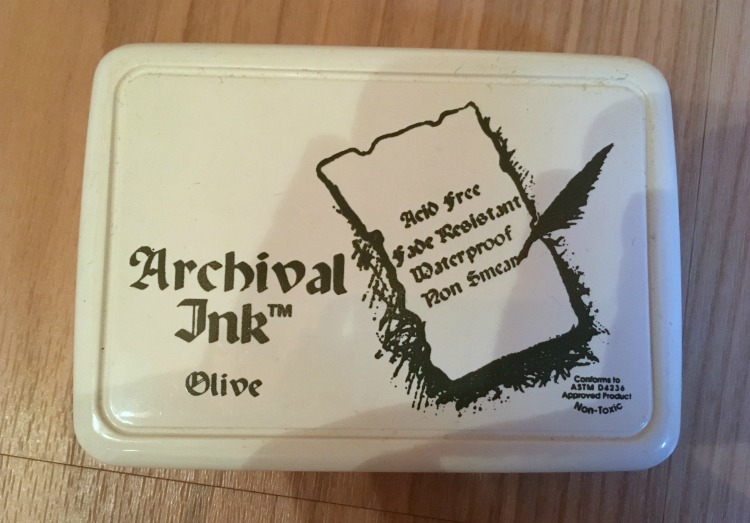 Archival
Ink™
Olive
Acid Free
Fade Resistant
Waterproof
Non Smear
Conforms to
ASTM D4236
Approved Product
Non-Toxic